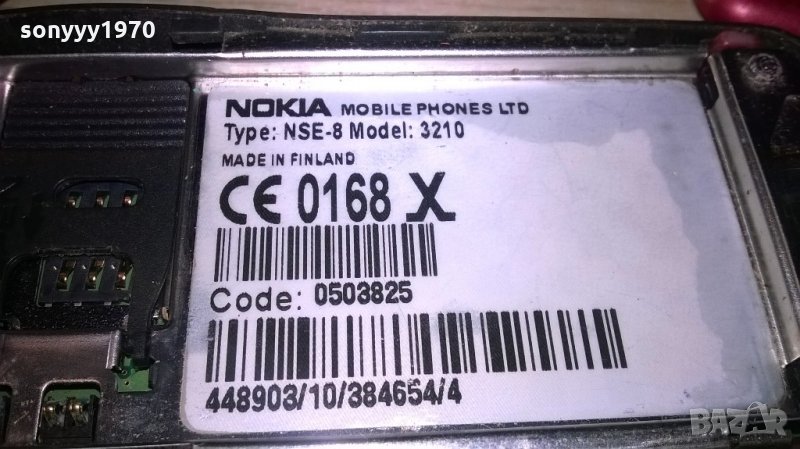 sonyyy1970
NOKIA MOBILE PHONES LTD
Type: NSE-8 Model: 3210
MADE IN FINLAND
CE 0168 X
Code: 0503825
448903/10/384654/4
BAZAR